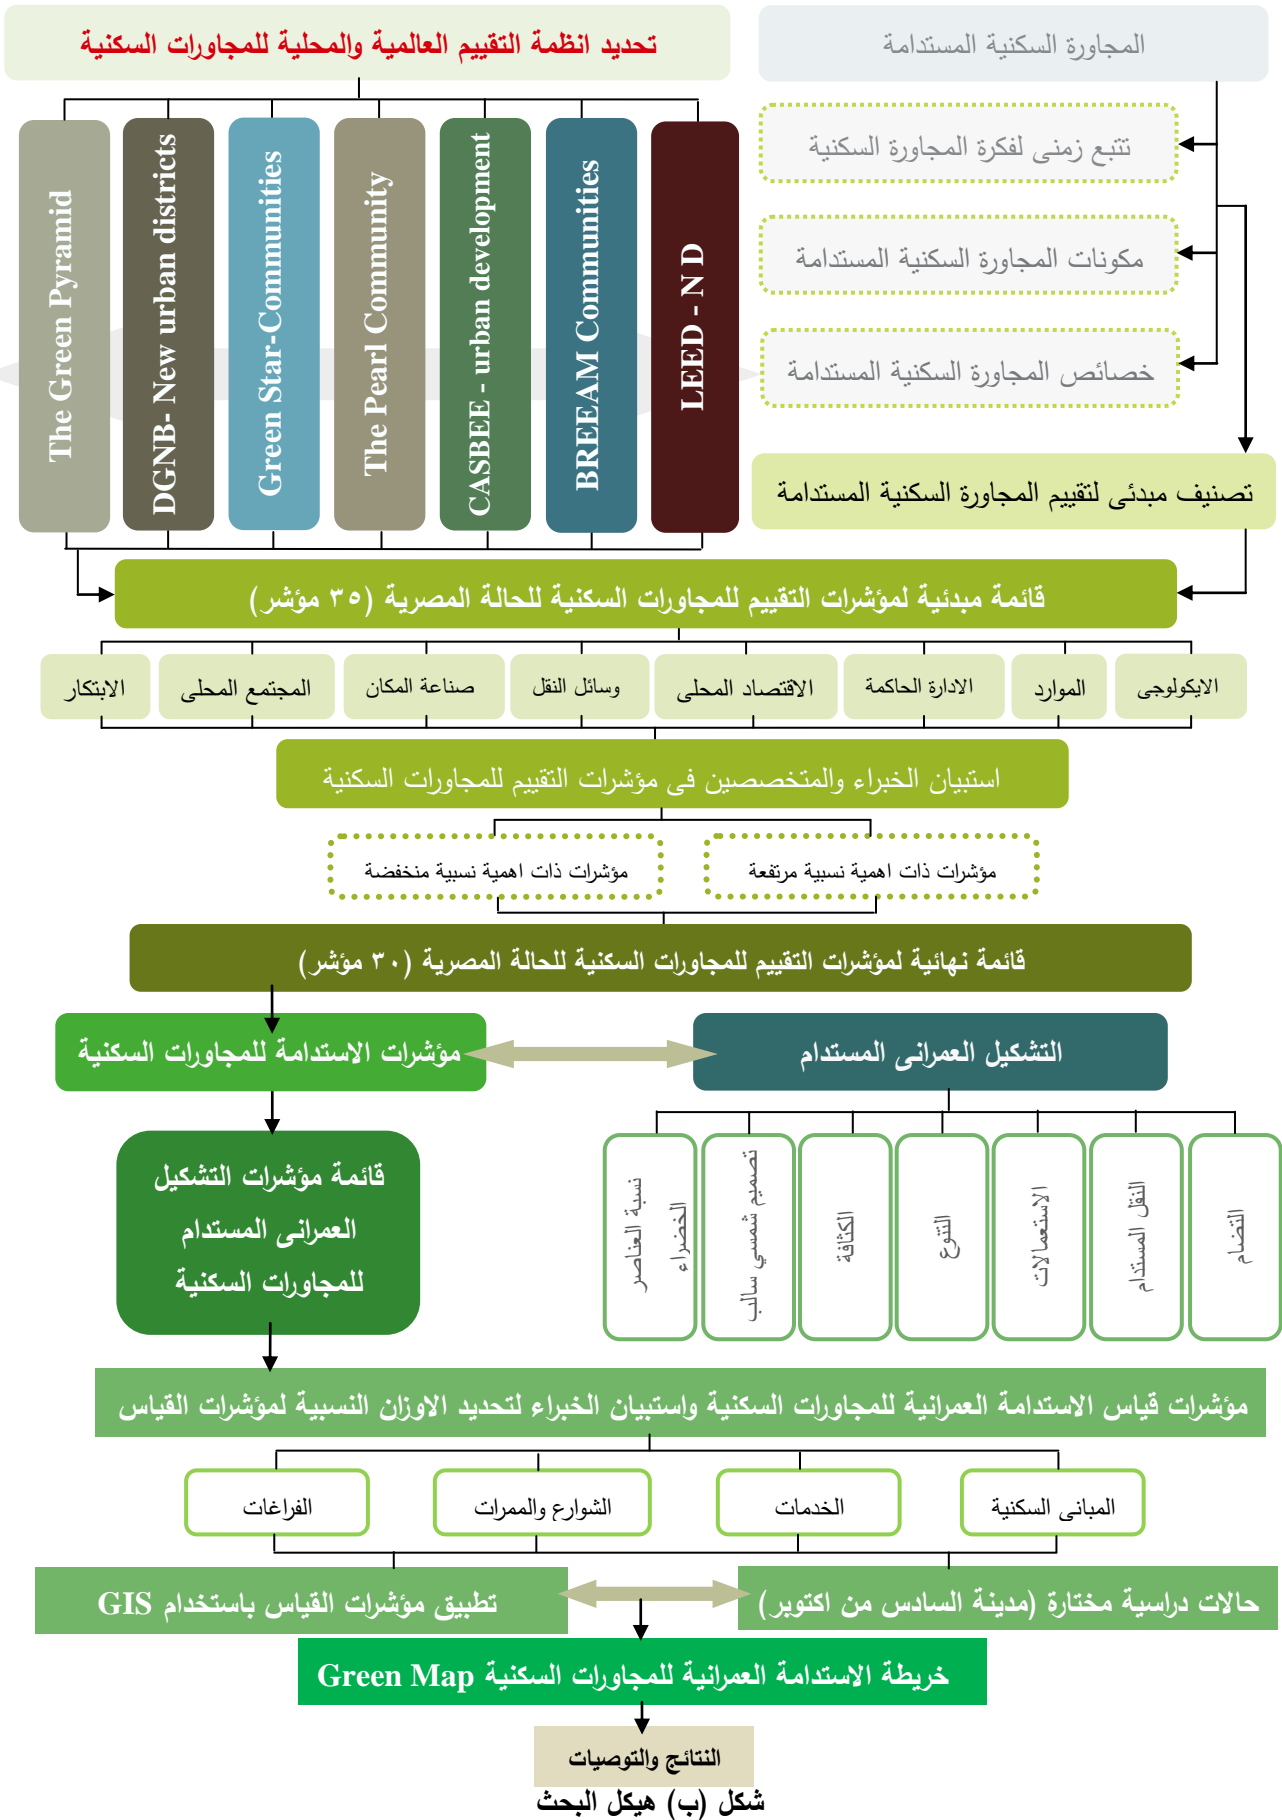 المجاورة السكنية المستدامة
تحديد انظمة التقييم العالمية والمحلية للمجاورات السكنية
تتبع زمنى لفكرة المجاورة السكنية
مكونات المجاورة السكنية المستدامة
خصائص المجاورة السكنية المستدامة
LEED - N D
BREEAM Communities
CASBEE - urban development
The Pearl Community
Green Star-Communities
DGNB- New urban districts
The Green Pyramid
تصنيف مبدئى لتقييم المجاورة السكنية المستدامة
قائمة مبدئية لمؤشرات التقييم للمجاورات السكنية للحالة المصرية (٣٥ مؤشر)
الايكولوجى
الموارد
الادارة الحاكمة
الاقتصاد المحلى
وسائل النقل
صناعة المكان
المجتمع المحلى
الابتكار
استبيان الخبراء والمتخصصين فى مؤشرات التقييم للمجاورات السكنية
مؤشرات ذات اهمية نسبية مرتفعة
مؤشرات ذات اهمية نسبية منخفضة
قائمة نهائية لمؤشرات التقييم للمجاورات السكنية للحالة المصرية (٣٠ مؤشر)
التشكيل العمرانى المستدام
مؤشرات الاستدامة للمجاورات السكنية
التضام
النقل المستدام
الاستعمالات
التنوع
الكثافة
تصميم شمسي سالب
نسبة العناصر
الخضراء
قائمة مؤشرات التشكيل
العمرانى المستدام
للمجاورات السكنية
مؤشرات قياس الاستدامة العمرانية للمجاورات السكنية واستبيان الخبراء لتحديد الاوزان النسبية لمؤشرات القياس
المبانى السكنية
الخدمات
الشوارع والممرات
الفراغات
حالات دراسية مختارة (مدينة السادس من اكتوبر)
تطبيق مؤشرات القياس باستخدام GIS
خريطة الاستدامة العمرانية للمجاورات السكنية Green Map
النتائج والتوصيات
شكل (ب) هيكل البحث